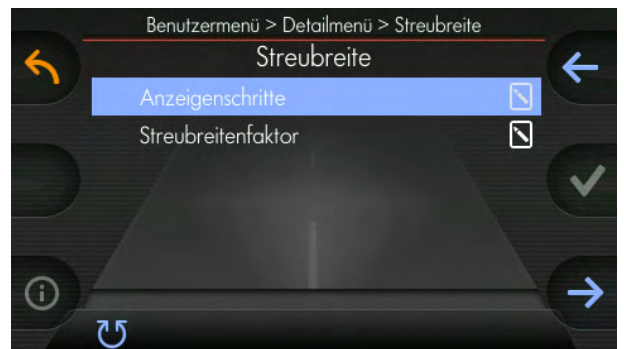 Benutzermenü > Detailmenü > Streubreite
Streubreite
Anzeigenschritte
Streubreitenfaktor